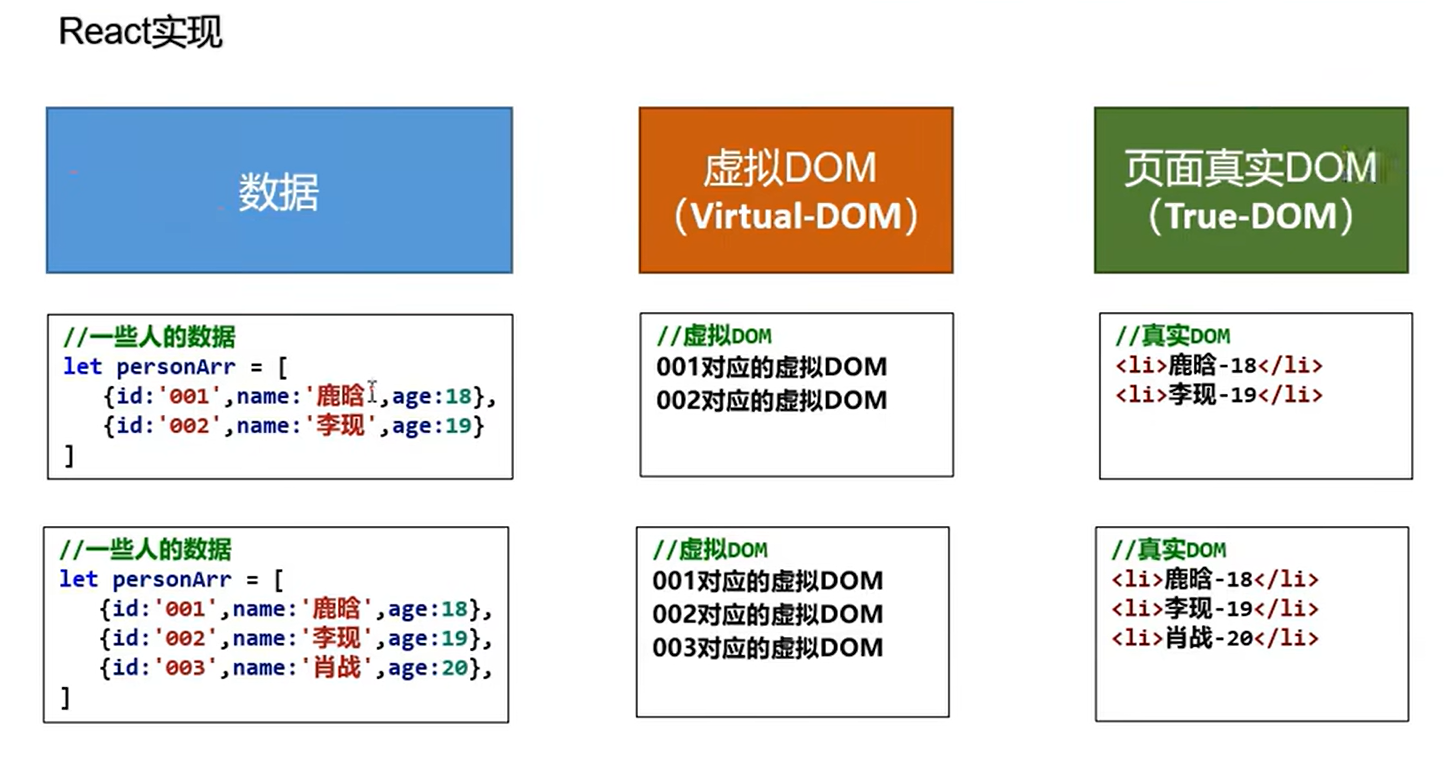 React实现
数据
虚拟DOM
（Virtual-DOM）
页面真实DOM
（True-DOM）
//一些人的数据
let personArr = [
{id:'001',name:'鹿晗',age:18},
{id:'002',name:'李现',age:19}
]
//虚拟DOM
001对应的虚拟DOM
002对应的虚拟DOM
//真实DOM
<li>鹿晗-18</li>
<li>李现-19</li>
//一些人的数据
let personArr = [
{id:'001',name:'鹿晗',age:18},
{id:'002',name:'李现',age:19},
{id:'003',name:'肖战',age:20},
]
//虚拟DOM
001对应的虚拟DOM
002对应的虚拟DOM
003对应的虚拟DOM
//真实DOM
<li>鹿晗-18</li>
<li>李现-19</li>
<li>肖战-20</li>